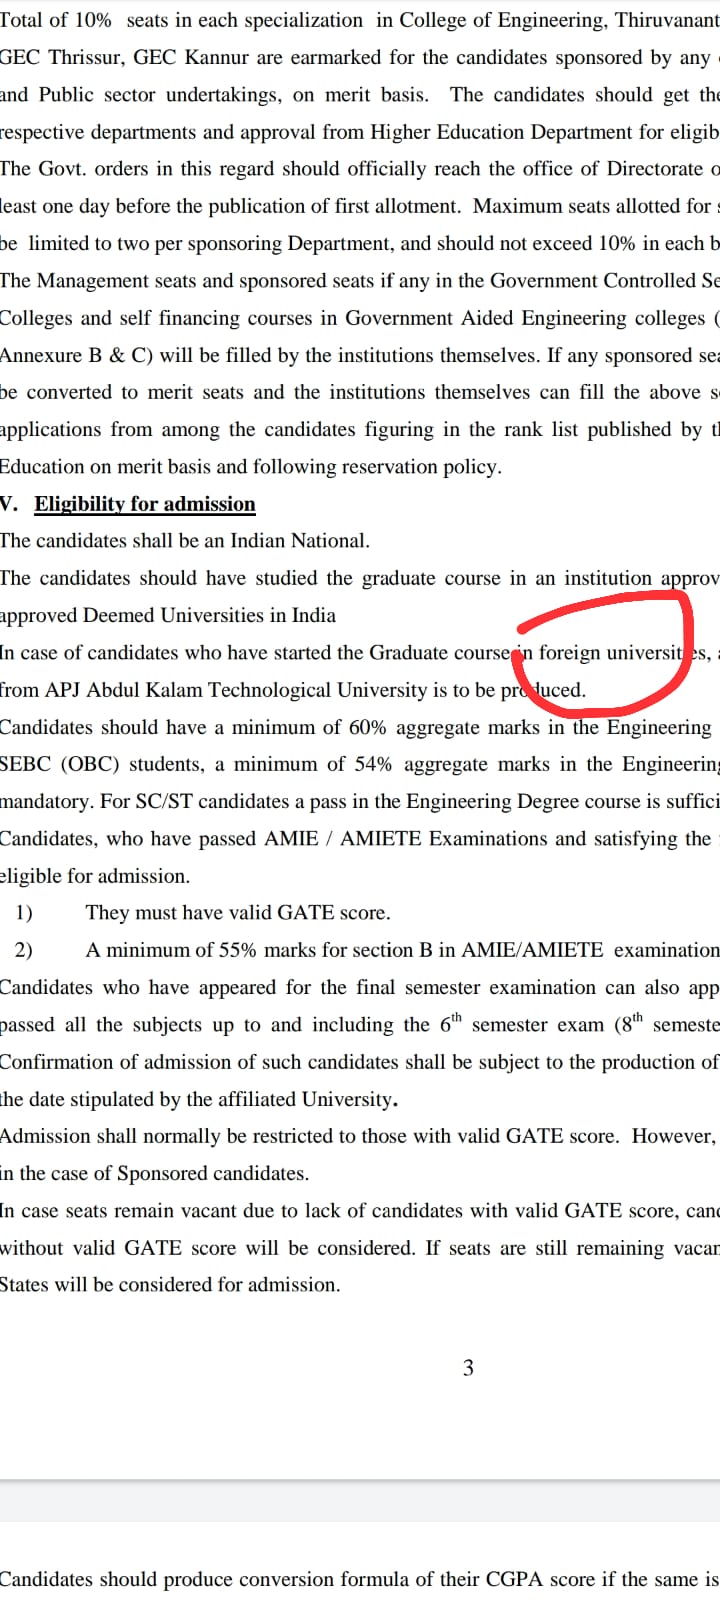 Total of 10% seats in each specialization in College of Engineering, Thiruvanant
GEC Thrissur, GEC Kannur are earmarked for the candidates sponsored by any
and Public sector undertakings, on merit basis. The candidates should get the
respective departments and approval from Higher Education Department for eligib
The Govt. orders in this regard should officially reach the office of Directorate o
least one day before the publication of first allotment. Maximum seats allotted for
be limited to two per sponsoring Department, and should not exceed 10% in each b
The Management seats and sponsored seats if any in the Government Controlled Se
Colleges and self financing courses in Government Aided Engineering colleges (
Annexure B & C) will be filled by the institutions themselves. If any sponsored sea
be converted to merit seats and the institutions themselves can fill the above s
applications from among the candidates figuring in the rank list published by th
Education on merit basis and following reservation policy.
V. Eligibility for admission
The candidates shall be an Indian National.
The candidates should have studied the graduate course in an institution approv
approved Deemed Universities in India
In case of candidates who have started the Graduate course in foreign universities,
from APJ Abdul Kalam Technological University is to be produced.
Candidates should have a minimum of 60% aggregate marks in the Engineering
SEBC (OBC) students, a minimum of 54% aggregate marks in the Engineering
mandatory. For SC/ST candidates a pass in the Engineering Degree course is suffici
Candidates, who have passed AMIE / AMIETE Examinations and satisfying the
eligible for admission.
1) They must have valid GATE score.
2) A minimum of 55% marks for section B in AMIE/AMIETE examination
Candidates who have appeared for the final semester examination can also app
passed all the subjects up to and including the 6th semester exam (8th semeste
Confirmation of admission of such candidates shall be subject to the production of
the date stipulated by the affiliated University.
Admission shall normally be restricted to those with valid GATE score. However,
in the case of Sponsored candidates.
In case seats remain vacant due to lack of candidates with valid GATE score, cand
without valid GATE score will be considered. If seats are still remaining vacan
States will be considered for admission.
3
Candidates should produce conversion formula of their CGPA score if the same is